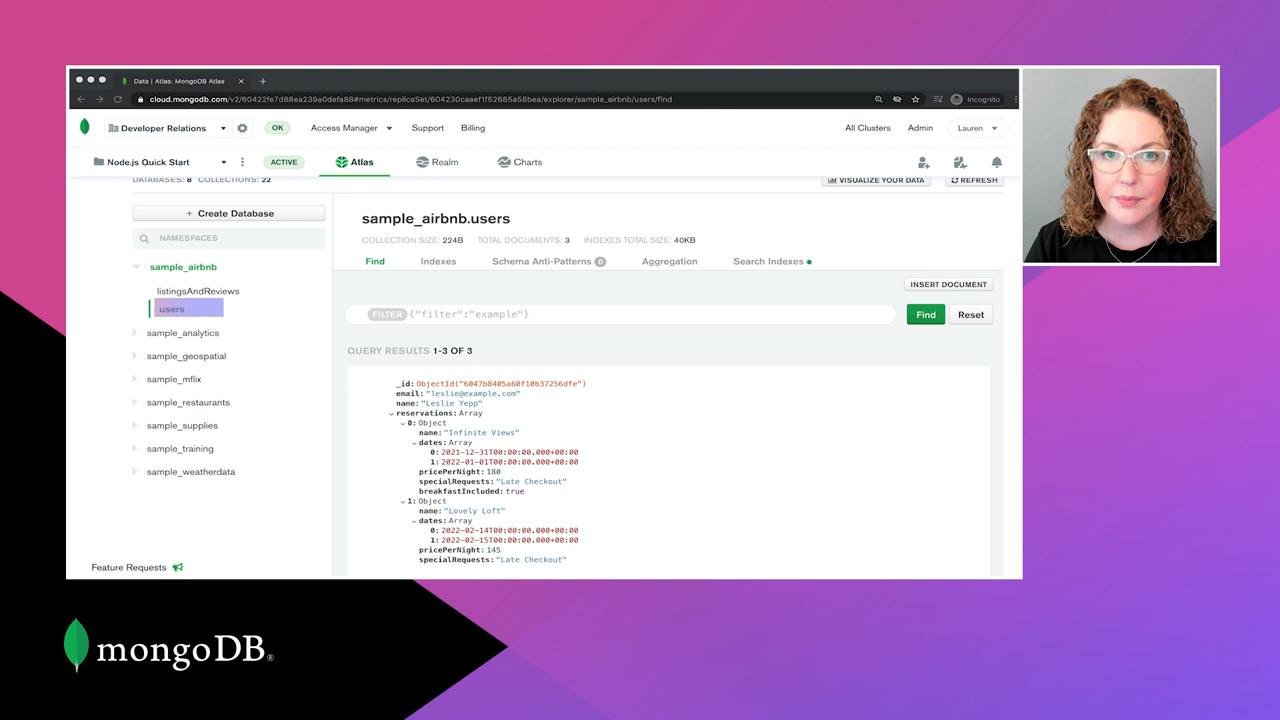 Data | Atlas: MongoDB Atlas
cloud.mongodb.com/v2/60422fe7d88ea239a0defa88#metrics/replicaSet/604230caaef1f52685a58bea/explorer/sample_airbnb/users/find
Incognito
Developer Relations
OK
Access Manager
Support
Billing
All Clusters
Admin
Lauren
Node.js Quick Start
ACTIVE
Atlas
Realm
Charts
DATABASES: 8 COLLECTIONS: 22
VISUALIZE YOUR DATA
REFRESH
+ Create Database
NAMESPACES
sample_airbnb
listingsAndReviews
users
sample_analytics
sample_geospatial
sample_mflix
sample_restaurants
sample_supplies
sample_training
sample_weatherdata
Feature Requests
sample_airbnb.users
COLLECTION SIZE: 224B TOTAL DOCUMENTS: 3 INDEXES TOTAL SIZE: 40KB
Find Indexes Schema Anti-Patterns 0 Aggregation Search Indexes
INSERT DOCUMENT
FILTER {"filter":"example"}
Find
Reset
QUERY RESULTS 1-3 OF 3
_id: ObjectId("6047b8405a60f10b37256dfe")
email: "leslie@example.com"
name: "Leslie Yepp"
reservations: Array
0: Object
name: "Infinite Views"
dates: Array
0: 2021-12-31T00:00:00.000+00:00
1: 2022-01-01T00:00:00.000+00:00
pricePerNight: 180
specialRequests: "Late Checkout"
breakfastIncluded: true
1: Object
name: "Lovely Loft"
dates: Array
0: 2022-02-14T00:00:00.000+00:00
1: 2022-02-15T00:00:00.000+00:00
pricePerNight: 145
specialRequests: "Late Checkout"
mongoDB®